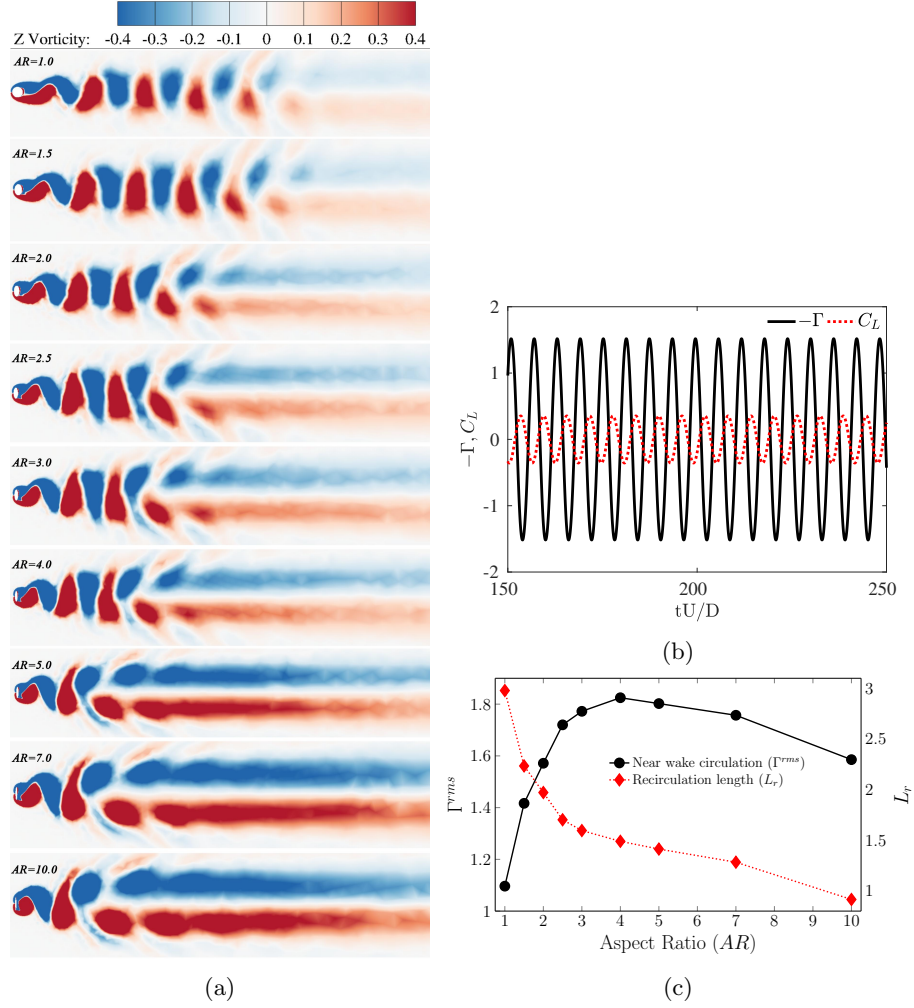 Z Vorticity: -0.4 -0.3 -0.2 -0.1 0 0.1 0.2 0.3 0.4
AR=1.0
AR=1.5
AR=2.0
AR=2.5
AR=3.0
AR=4.0
AR=5.0
AR=7.0
AR=10.0
(a)
2
1
0
-1
-2
−Γ, C_L
−Γ C_L
150 200 250
tU/D
(b)
1.8
1.6
1.4
1.2
1
Γ^{rms}
Near wake circulation (Γ^{rms})
Recirculation length (L_r)
3
2.5
2
1.5
1
L_r
1 2 3 4 5 6 7 8 9 10
Aspect Ratio (AR)
(c)